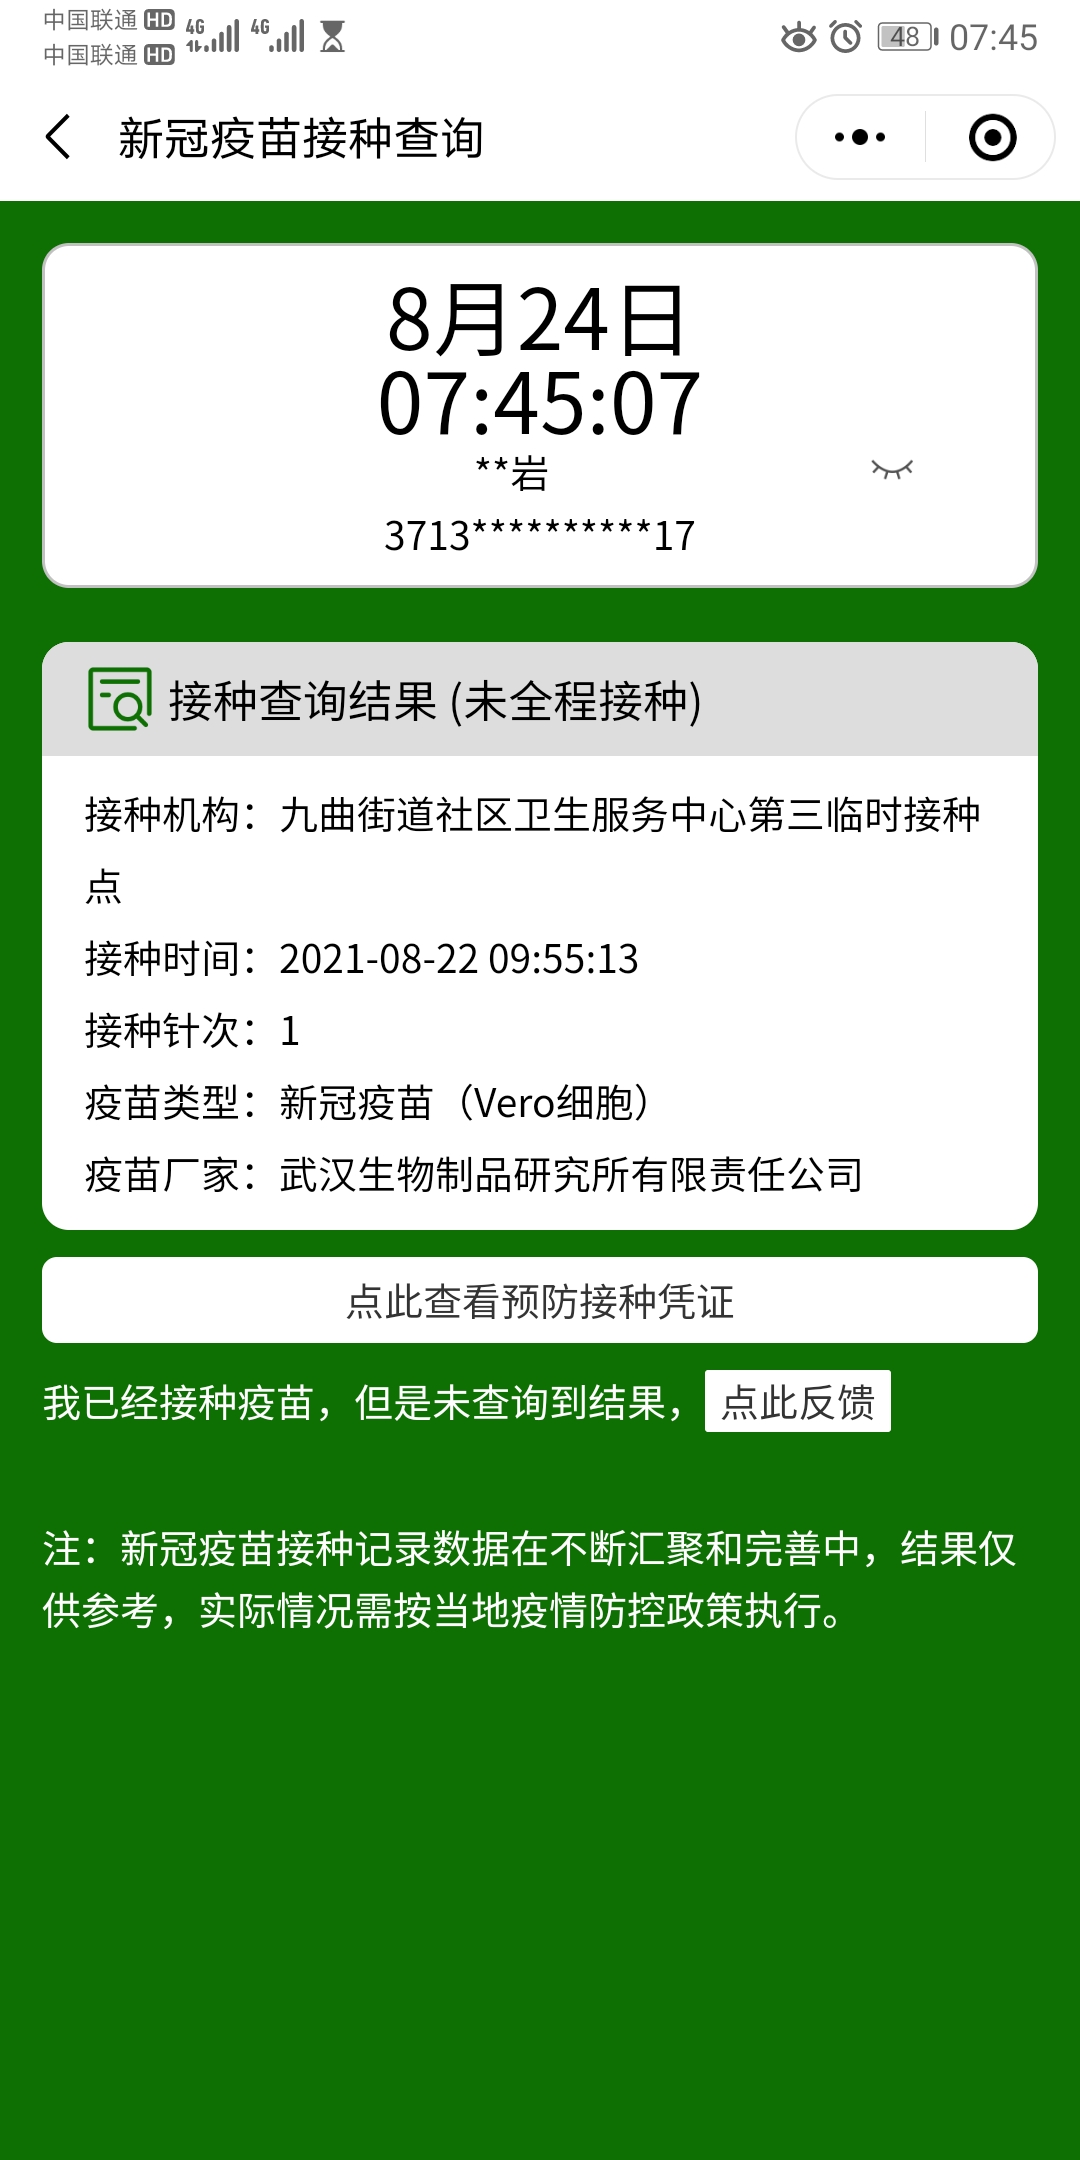 中国联通 HD 4G 4G 48 07:45
中国联通 HD
新冠疫苗接种查询
8月24日
07:45:07
**岩
3713**********17
接种查询结果 (未全程接种)
接种机构：九曲街道社区卫生服务中心第三临时接种
点
接种时间：2021-08-22 09:55:13
接种针次：1
疫苗类型：新冠疫苗（Vero细胞）
疫苗厂家：武汉生物制品研究所有限责任公司
点此查看预防接种凭证
我已经接种疫苗，但是未查询到结果，点此反馈
注：新冠疫苗接种记录数据在不断汇聚和完善中，结果仅
供参考，实际情况需按当地疫情防控政策执行。